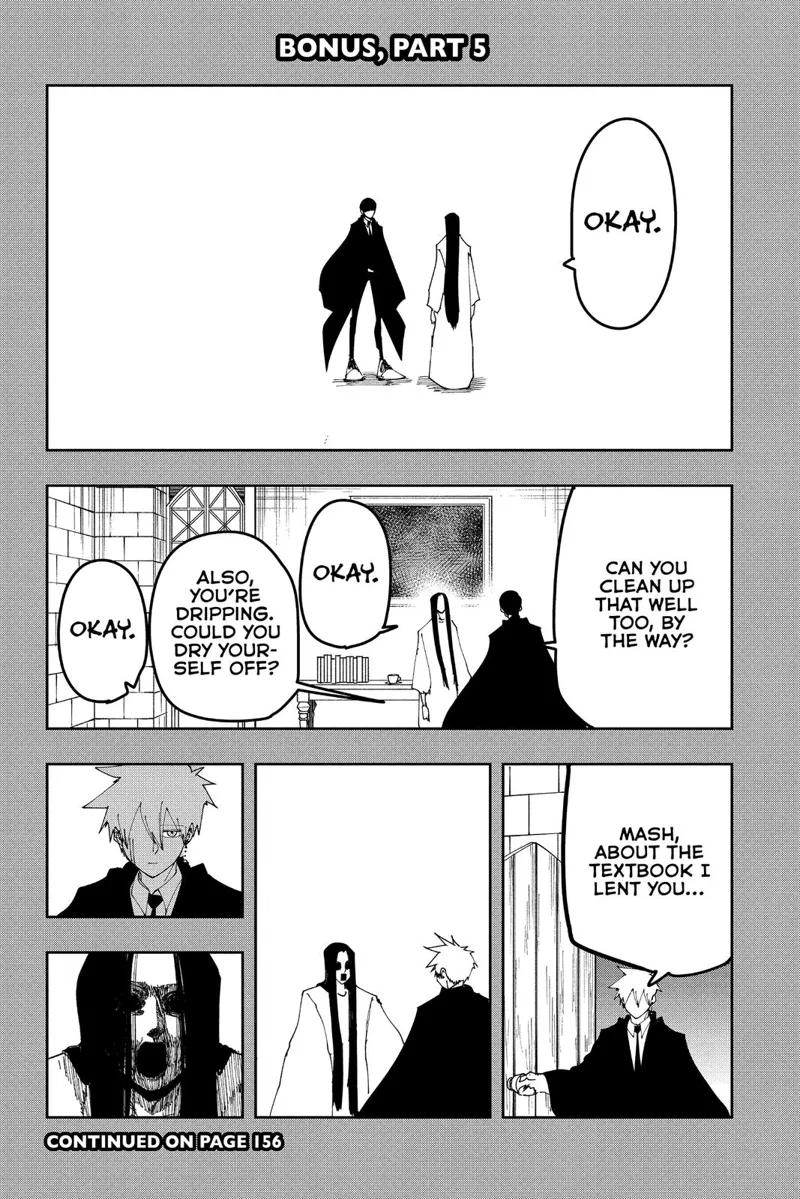 BONUS, PART 5
OKAY.
CAN YOU
CLEAN UP
THAT WELL
TOO, BY
THE WAY?
OKAY.
ALSO,
YOU'RE
DRIPPING.
COULD YOU
DRY YOUR-
SELF OFF?
OKAY.
MASH,
ABOUT THE
TEXTBOOK I
LENT YOU...
CONTINUED ON PAGE 156